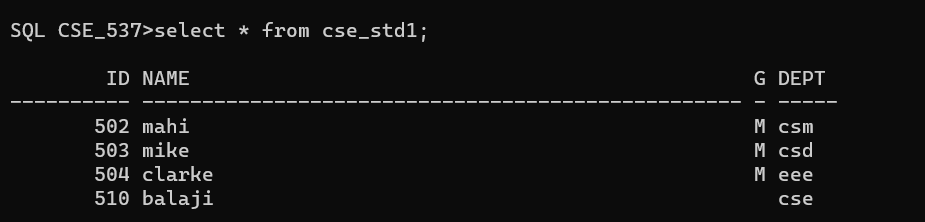 SQL CSE_537>select * from cse_std1;
        ID NAME                                               G DEPT
---------- -------------------------------------------------- - -----
       502 mahi                                               M csm
       503 mike                                               M csd
       504 clarke                                             M eee
       510 balaji                                               cse